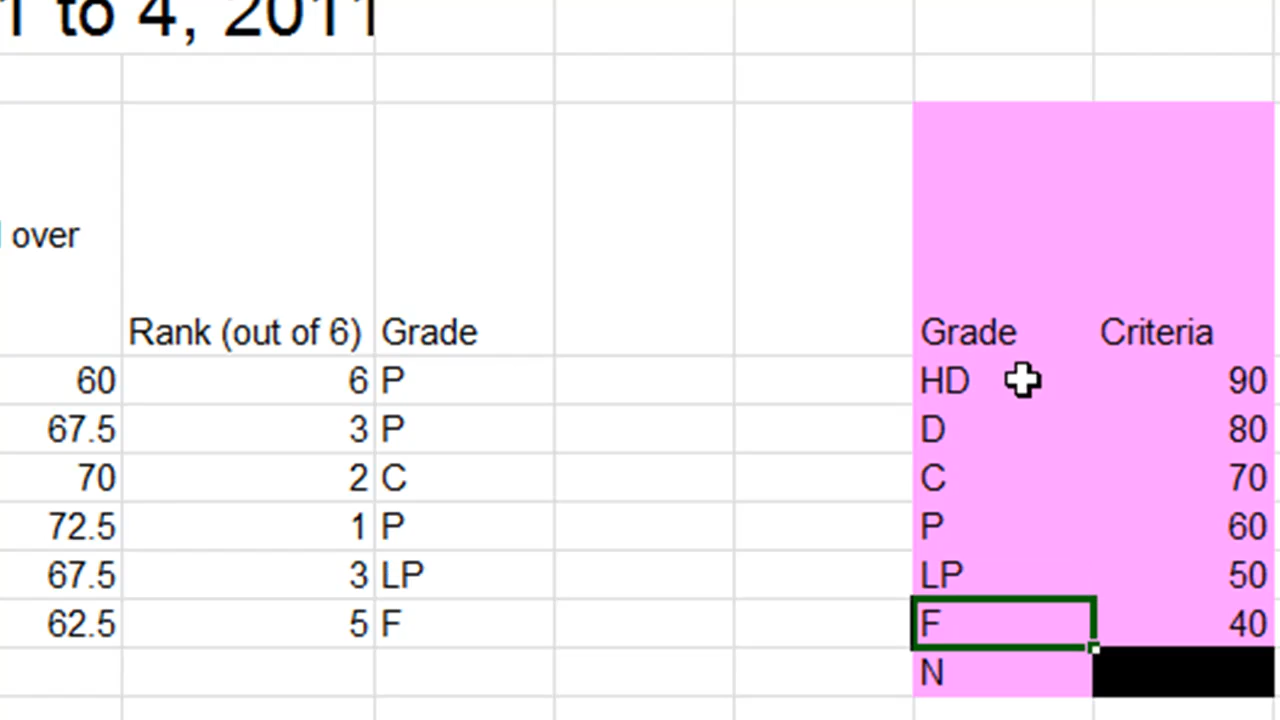 1 to 4, 2011
over
Rank (out of 6) Grade Grade Criteria
60 6 P HD 90
67.5 3 P D 80
70 2 C C 70
72.5 1 P P 60
67.5 3 LP LP 50
62.5 5 F F 40
N